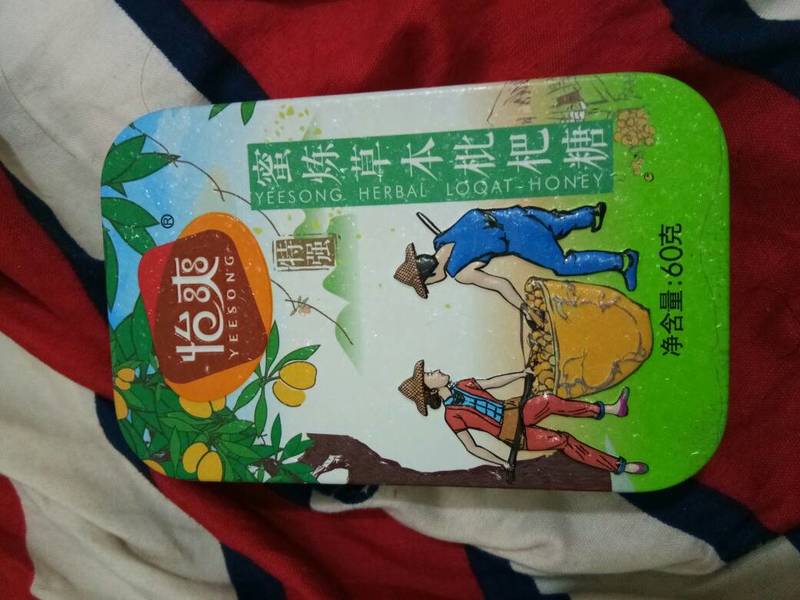 怡爽®
YEESONG
蜜炼草本枇杷糖
YEESONG HERBAL LOQAT-HONEY
特强
净含量:60克